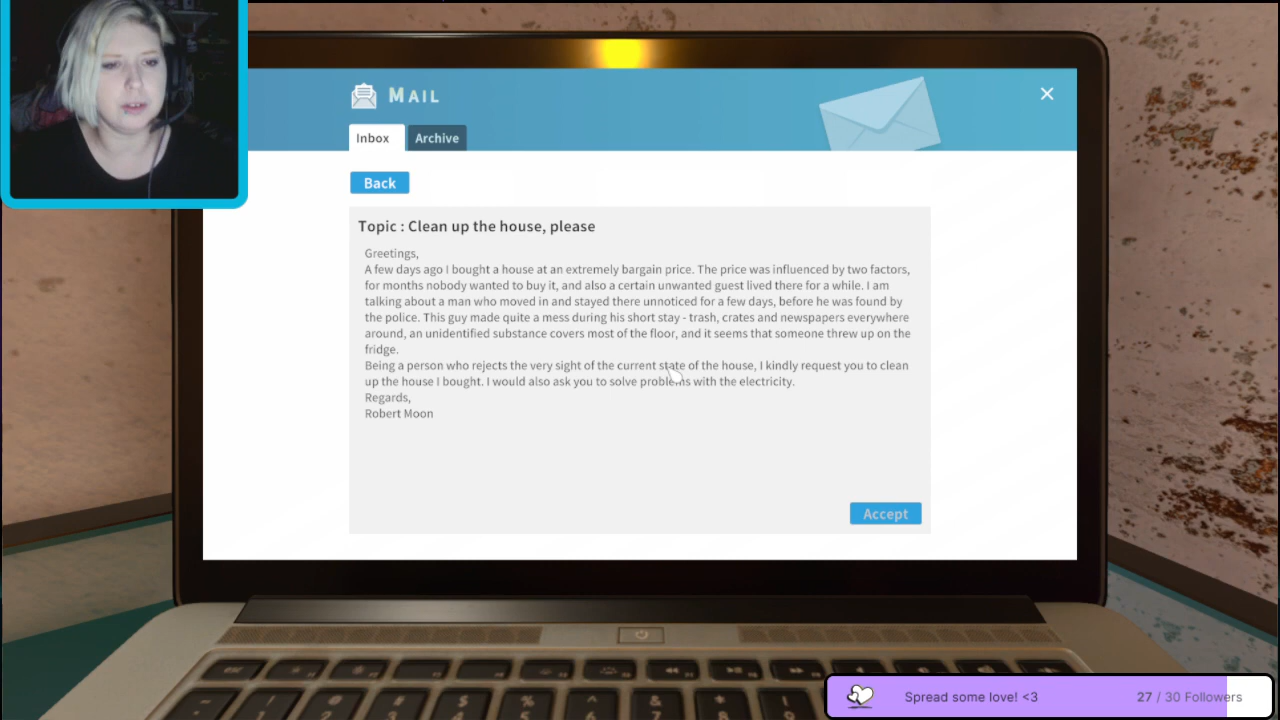 MAIL
Inbox
Archive
Back
Topic : Clean up the house, please
Greetings,
A few days ago I bought a house at an extremely bargain price. The price was influenced by two factors,
for months nobody wanted to buy it, and also a certain unwanted guest lived there for a while. I am
talking about a man who moved in and stayed there unnoticed for a few days, before he was found by
the police. This guy made quite a mess during his short stay - trash, crates and newspapers everywhere
around, an unidentified substance covers most of the floor, and it seems that someone threw up on the
fridge.
Being a person who rejects the very sight of the current state of the house, I kindly request you to clean
up the house I bought. I would also ask you to solve problems with the electricity.
Regards,
Robert Moon
Accept
Spread some love! <3
27 / 30 Followers